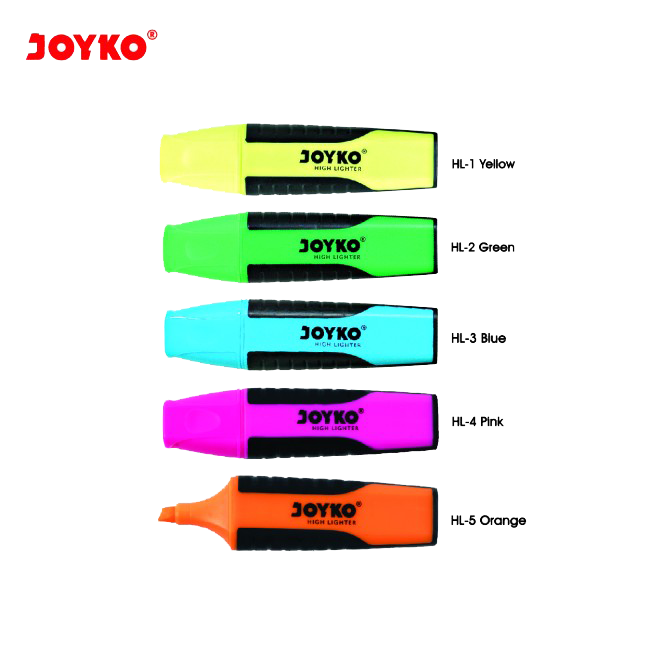 JOYKO®
JOYKO®
HIGH LIGHTER
HL-1 Yellow
JOYKO®
HIGH LIGHTER
HL-2 Green
JOYKO®
HIGH LIGHTER
HL-3 Blue
JOYKO®
HIGH LIGHTER
HL-4 Pink
JOYKO®
HIGH LIGHTER
HL-5 Orange